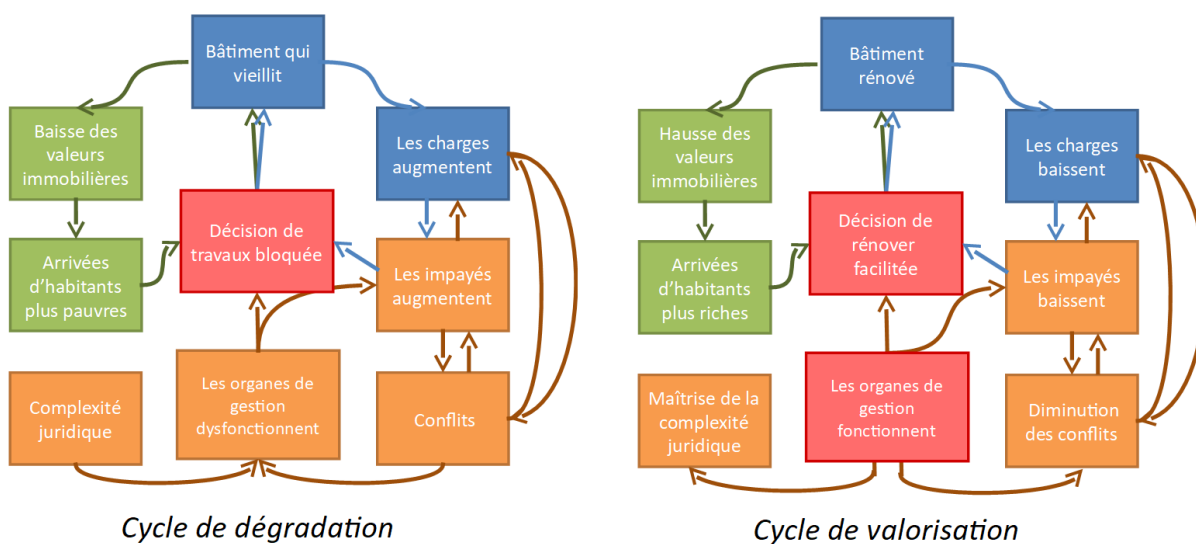 Bâtiment qui
vieillit
Baisse des
valeurs
immobilières
Les charges
augmentent
Décision de
travaux bloquée
Arrivées
d’habitants
plus pauvres
Les impayés
augmentent
Complexité
juridique
Les organes de
gestion
dysfonctionnent
Conflits
Cycle de dégradation
Bâtiment
rénové
Hausse des
valeurs
immobilières
Les charges
baissent
Décision de
rénover
facilitée
Arrivées
d’habitants
plus riches
Les impayés
baissent
Maîtrise de la
complexité
juridique
Les organes de
gestion
fonctionnent
Diminution
des conflits
Cycle de valorisation